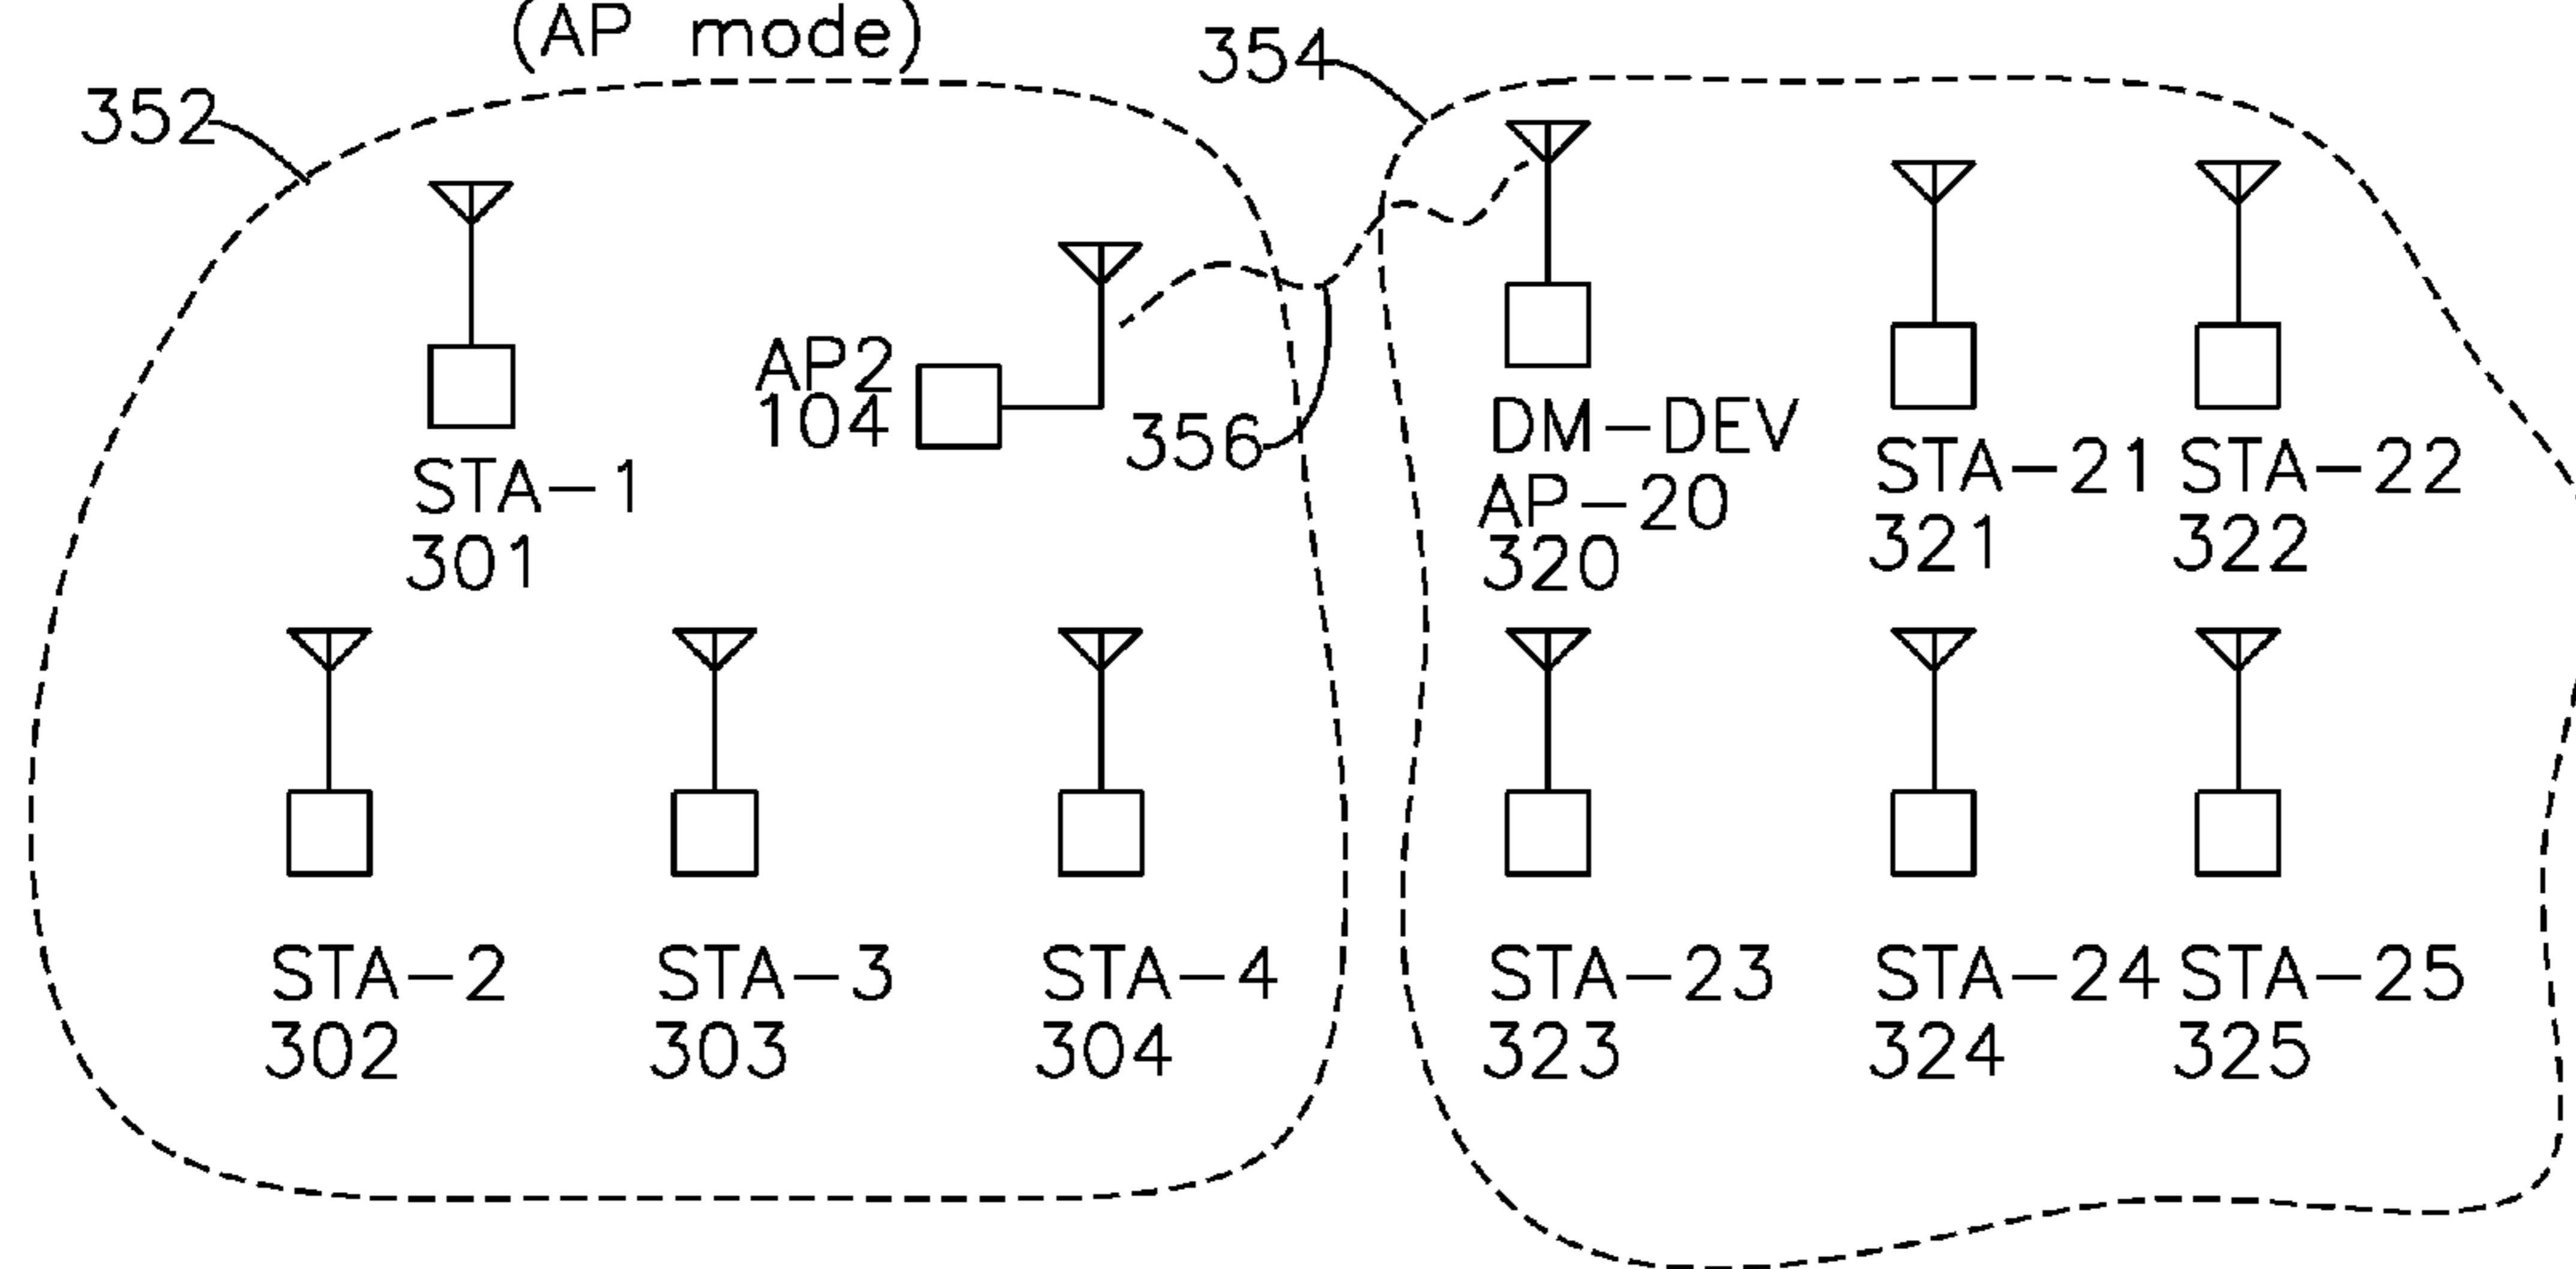 (AP mode)
352
354
STA-1
301
AP2
104
356
DM-DEV
AP-20
320
STA-21
321
STA-22
322
STA-2
302
STA-3
303
STA-4
304
STA-23
323
STA-24
324
STA-25
325